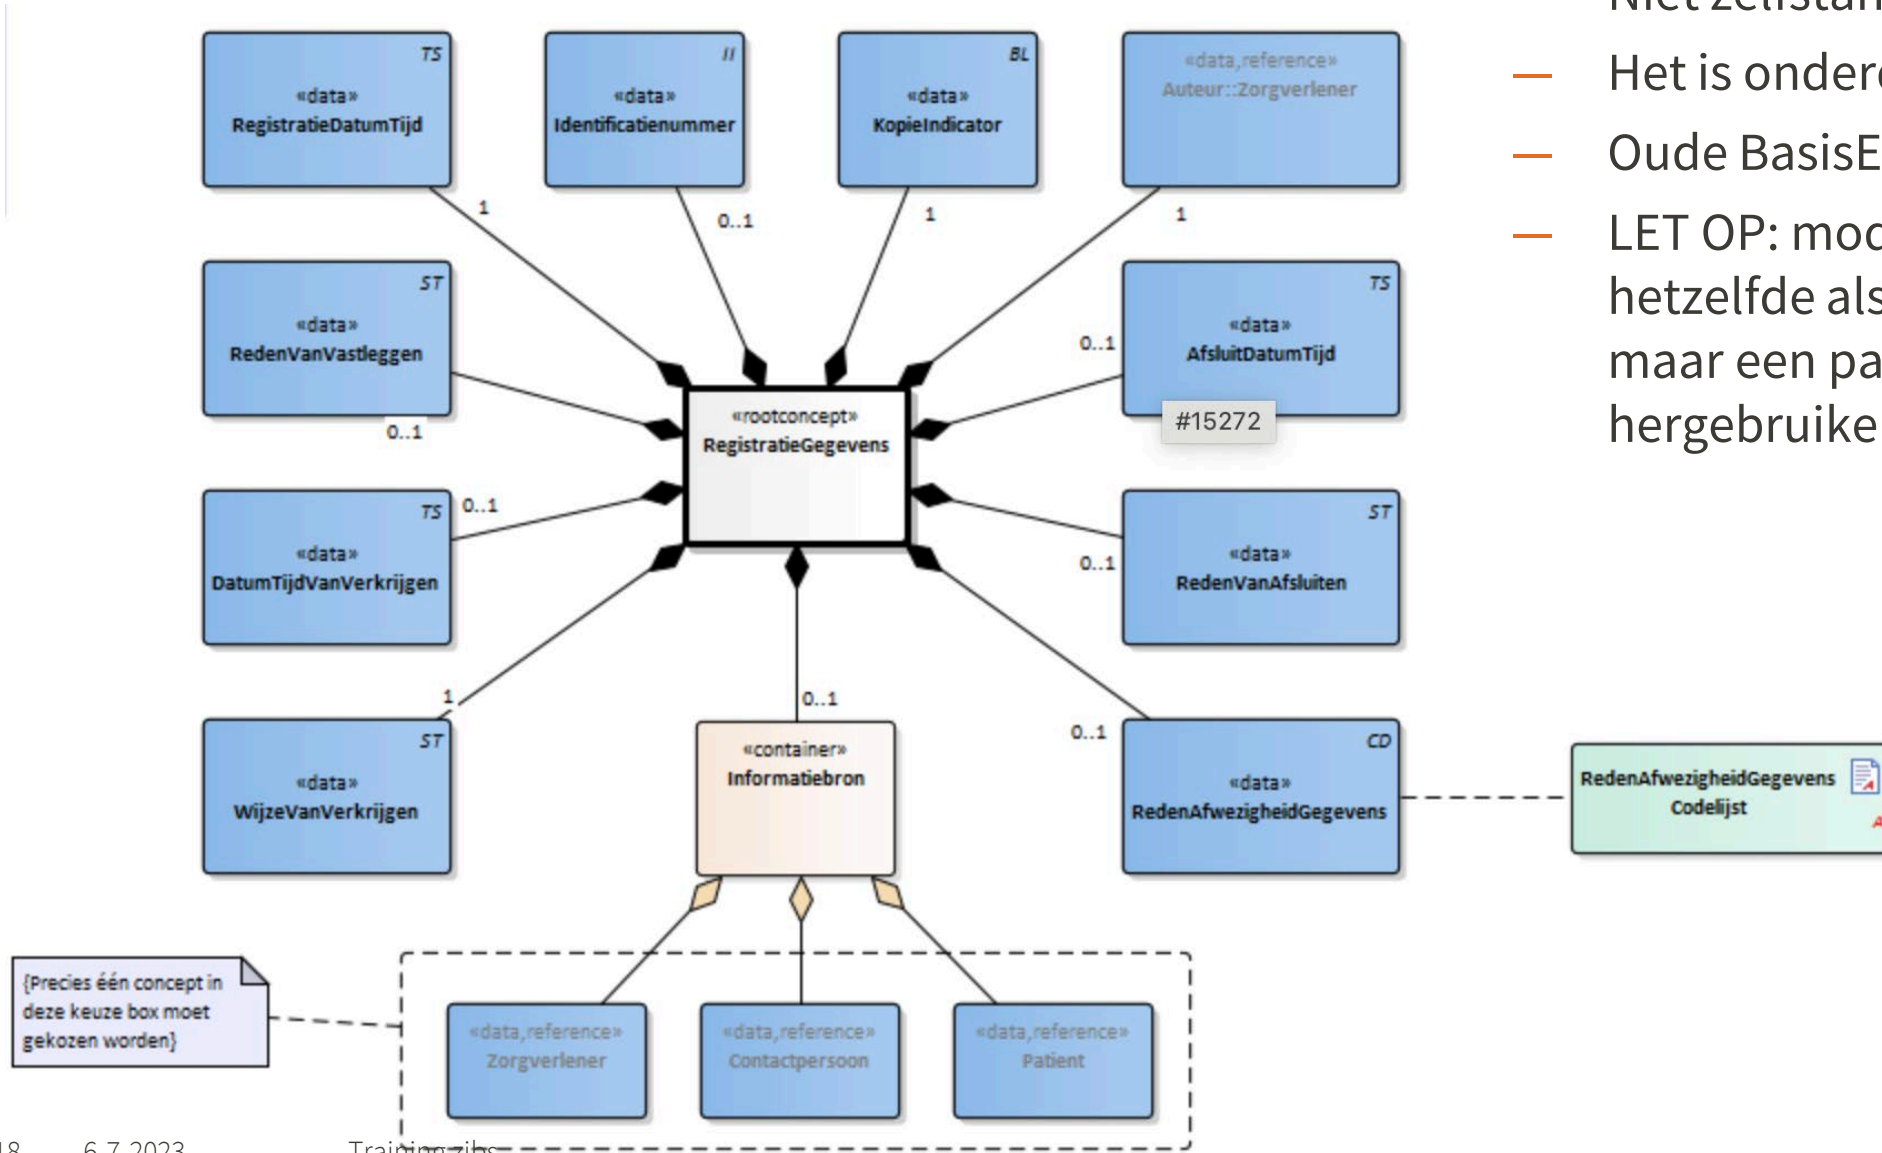 TS
«data»
RegistratieDatumTijd
II
«data»
Identificatienummer
BL
«data»
KopieIndicator
«data,reference»
Auteur::Zorgverlener
1
0..1
1
1
ST
«data»
RedenVanVastleggen
0..1
TS
«data»
AfsluitDatumTijd
0..1
#15272
«rootconcept»
RegistratieGegevens
TS
«data»
DatumTijdVanVerkrijgen
0..1
ST
«data»
RedenVanAfsluiten
0..1
ST
«data»
WijzeVanVerkrijgen
1
«container»
Informatiebron
0..1
CD
«data»
RedenAfwezigheidGegevens
0..1
RedenAfwezigheidGegevens
Codelijst
{Precies één concept in
deze keuze box moet
gekozen worden}
«data,reference»
Zorgverlener
«data,reference»
Contactpersoon
«data,reference»
Patient
— Het is onder
— Oude BasisE
— LET OP: mod
hetzelfde als
maar een pa
hergebruike
18 6-7-2023 Training zibs